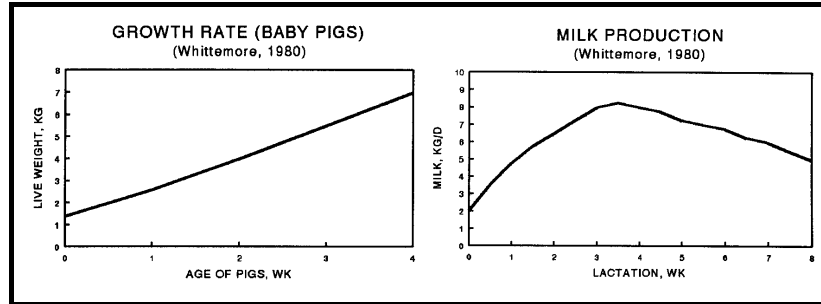 GROWTH RATE (BABY PIGS)
(Whittemore, 1980)
8
7
6
5
4
3
2
1
0
LIVE WEIGHT, KG
0 1 2 3 4
AGE OF PIGS, WK
MILK PRODUCTION
(Whittemore, 1980)
10
9
8
7
6
5
4
3
2
1
0
MILK, KG/D
0 1 2 3 4 5 6 7 8
LACTATION, WK